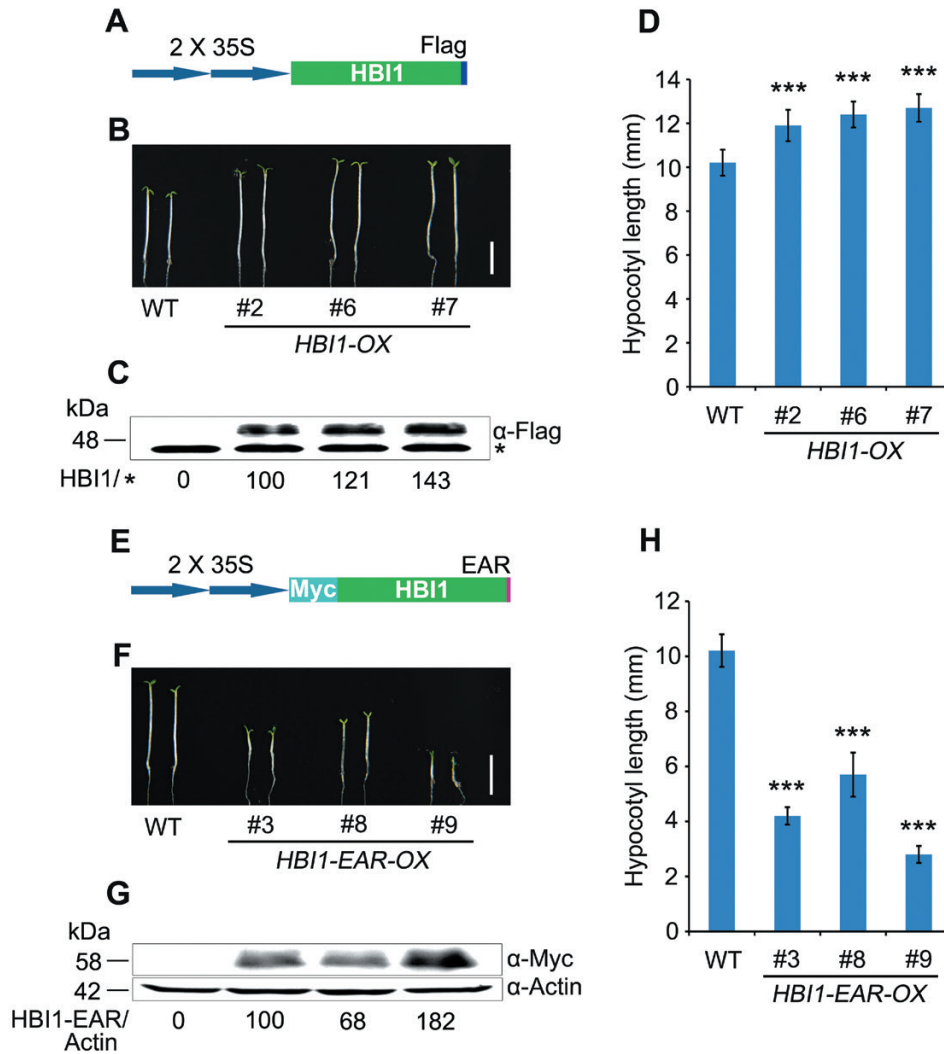 A
2 X 35S
Flag
HBI1
B
WT
#2
#6
#7
HBI1-OX
C
kDa
48
α-Flag
*
HBI1/*
0
100
121
143
D
Hypocotyl length (mm)
16
14
12
10
8
6
4
2
0
***
***
***
WT
#2
#6
#7
HBI1-OX
E
2 X 35S
EAR
Myc
HBI1
F
WT
#3
#8
#9
HBI1-EAR-OX
G
kDa
58
α-Myc
42
α-Actin
HBI1-EAR/
Actin
0
100
68
182
H
Hypocotyl length (mm)
12
10
8
6
4
2
0
***
***
***
WT
#3
#8
#9
HBI1-EAR-OX